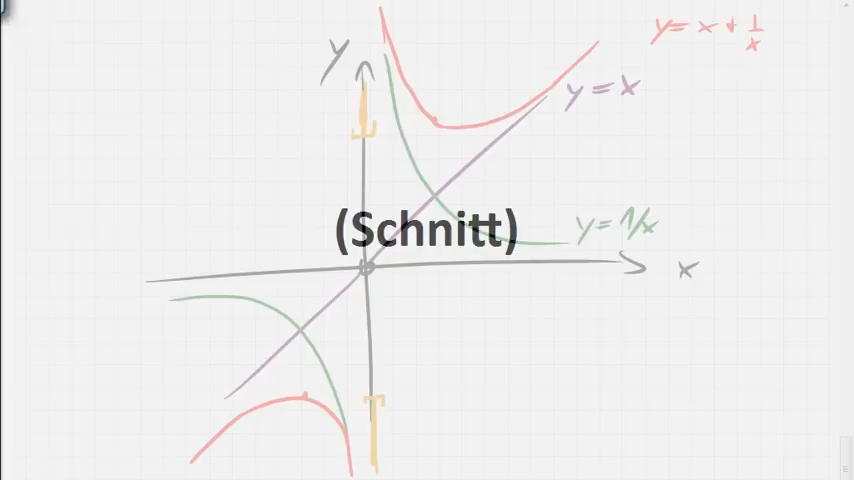 y = x + 1/x
y
y = x
(Schnitt)
y = 1/x
x